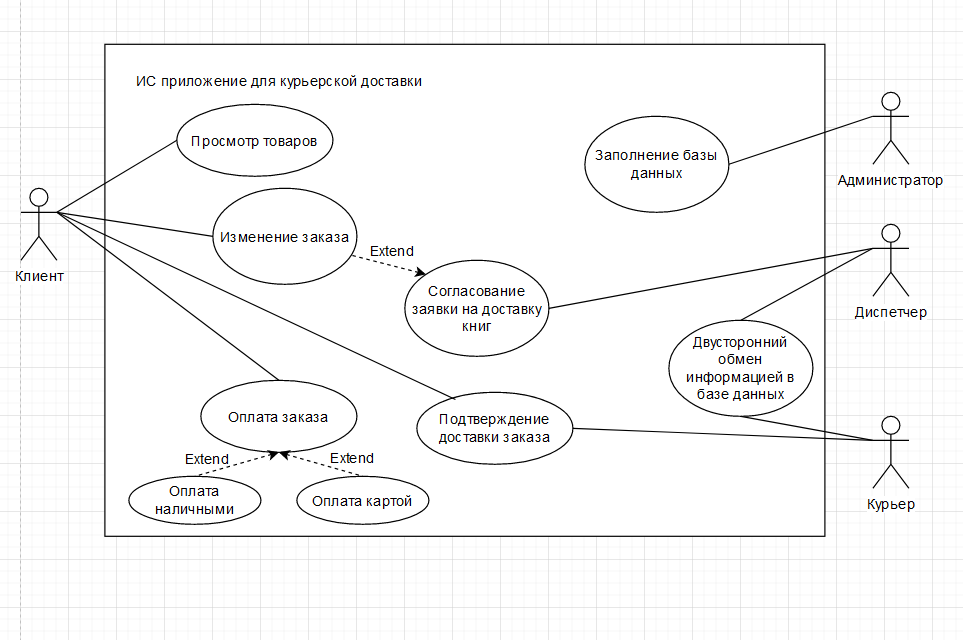 ИС приложение для курьерской доставки
Просмотр товаров
Заполнение базы
данных
Администратор
Изменение заказа
Extend
Клиент
Согласование
заявки на доставку
книг
Диспетчер
Двусторонний
обмен
информацией в
базе данных
Оплата заказа
Подтверждение
доставки заказа
Extend
Extend
Оплата
наличными
Оплата картой
Курьер